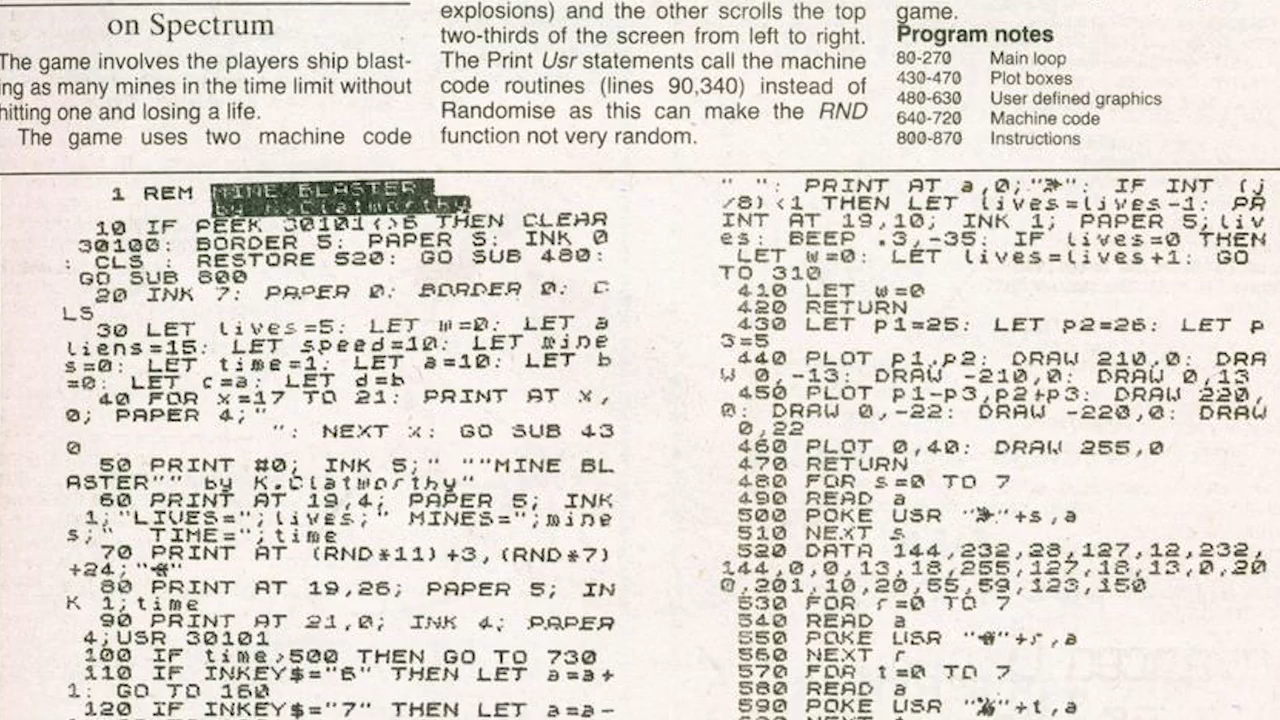 on Spectrum
The game involves the players ship blast-
ing as many mines in the time limit without
hitting one and losing a life.
The game uses two machine code
explosions) and the other scrolls the top
two-thirds of the screen from left to right.
The Print Usr statements call the machine
code routines (lines 90,340) instead of
Randomise as this can make the RND
function not very random.
game.
Program notes
80-270 Main loop
430-470 Plot boxes
480-630 User defined graphics
640-720 Machine code
800-870 Instructions
1 REM MINE BLASTER
by K.Clatworthy
10 IF PEEK 30101<>6 THEN CLEAR
30100: BORDER 5: PAPER 5: INK 0
: CLS : RESTORE 520: GO SUB 480:
GO SUB 800
20 INK 7: PAPER 0: BORDER 0: C
LS
30 LET lives=5: LET w=0: LET a
liens=15: LET speed=10: LET mine
s=0: LET time=1: LET a=10: LET b
=0: LET c=a: LET d=b
40 FOR x=17 TO 21: PRINT AT x,
0; PAPER 4;"
": NEXT x: GO SUB 43
0
50 PRINT #0; INK 5;" ""MINE BL
ASTER"" by K.Clatworthy"
60 PRINT AT 19,4; PAPER 5; INK
1;"LIVES=";lives;" MINES=";mine
s;" TIME=";time
70 PRINT AT (RND*11)+3,(RND*7)
+24;" "
80 PRINT AT 19,26; PAPER 5; IN
K 1;time
90 PRINT AT 21,0; INK 4; PAPER
4;USR 30101
100 IF time>500 THEN GO TO 730
110 IF INKEY$="6" THEN LET a=a+
1: GO TO 160
120 IF INKEY$="7" THEN LET a=a-
" ": PRINT AT a,0;" ": IF INT (j
/8)<1 THEN LET lives=lives-1: PR
INT AT 19,10; INK 1; PAPER 5;liv
es: BEEP .3,-35: IF lives=0 THEN
LET w=0: LET lives=lives+1: GO
TO 310
410 LET w=0
420 RETURN
430 LET p1=25: LET p2=26: LET p
3=5
440 PLOT p1,p2: DRAW 210,0: DRA
W 0,-13: DRAW -210,0: DRAW 0,13
450 PLOT p1-p3,p2+p3: DRAW 220,
0: DRAW 0,-22: DRAW -220,0: DRAW
0,22
460 PLOT 0,40: DRAW 255,0
470 RETURN
480 FOR s=0 TO 7
490 READ a
500 POKE USR " "+s,a
510 NEXT s
520 DATA 144,232,28,127,12,232,
144,0,0,13,18,255,127,18,13,0,20
0,201,10,20,55,59,123,150
530 FOR r=0 TO 7
540 READ a
550 POKE USR " "+r,a
560 NEXT r
570 FOR t=0 TO 7
580 READ a
590 POKE USR " "+t,a